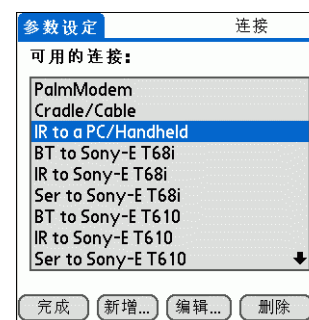 参数设定 连接
可用的连接:
PalmModem
Cradle/Cable
IR to a PC/Handheld
BT to Sony-E T68i
IR to Sony-E T68i
Ser to Sony-E T68i
BT to Sony-E T610
IR to Sony-E T610
Ser to Sony-E T610
完成 新增... 编辑... 删除